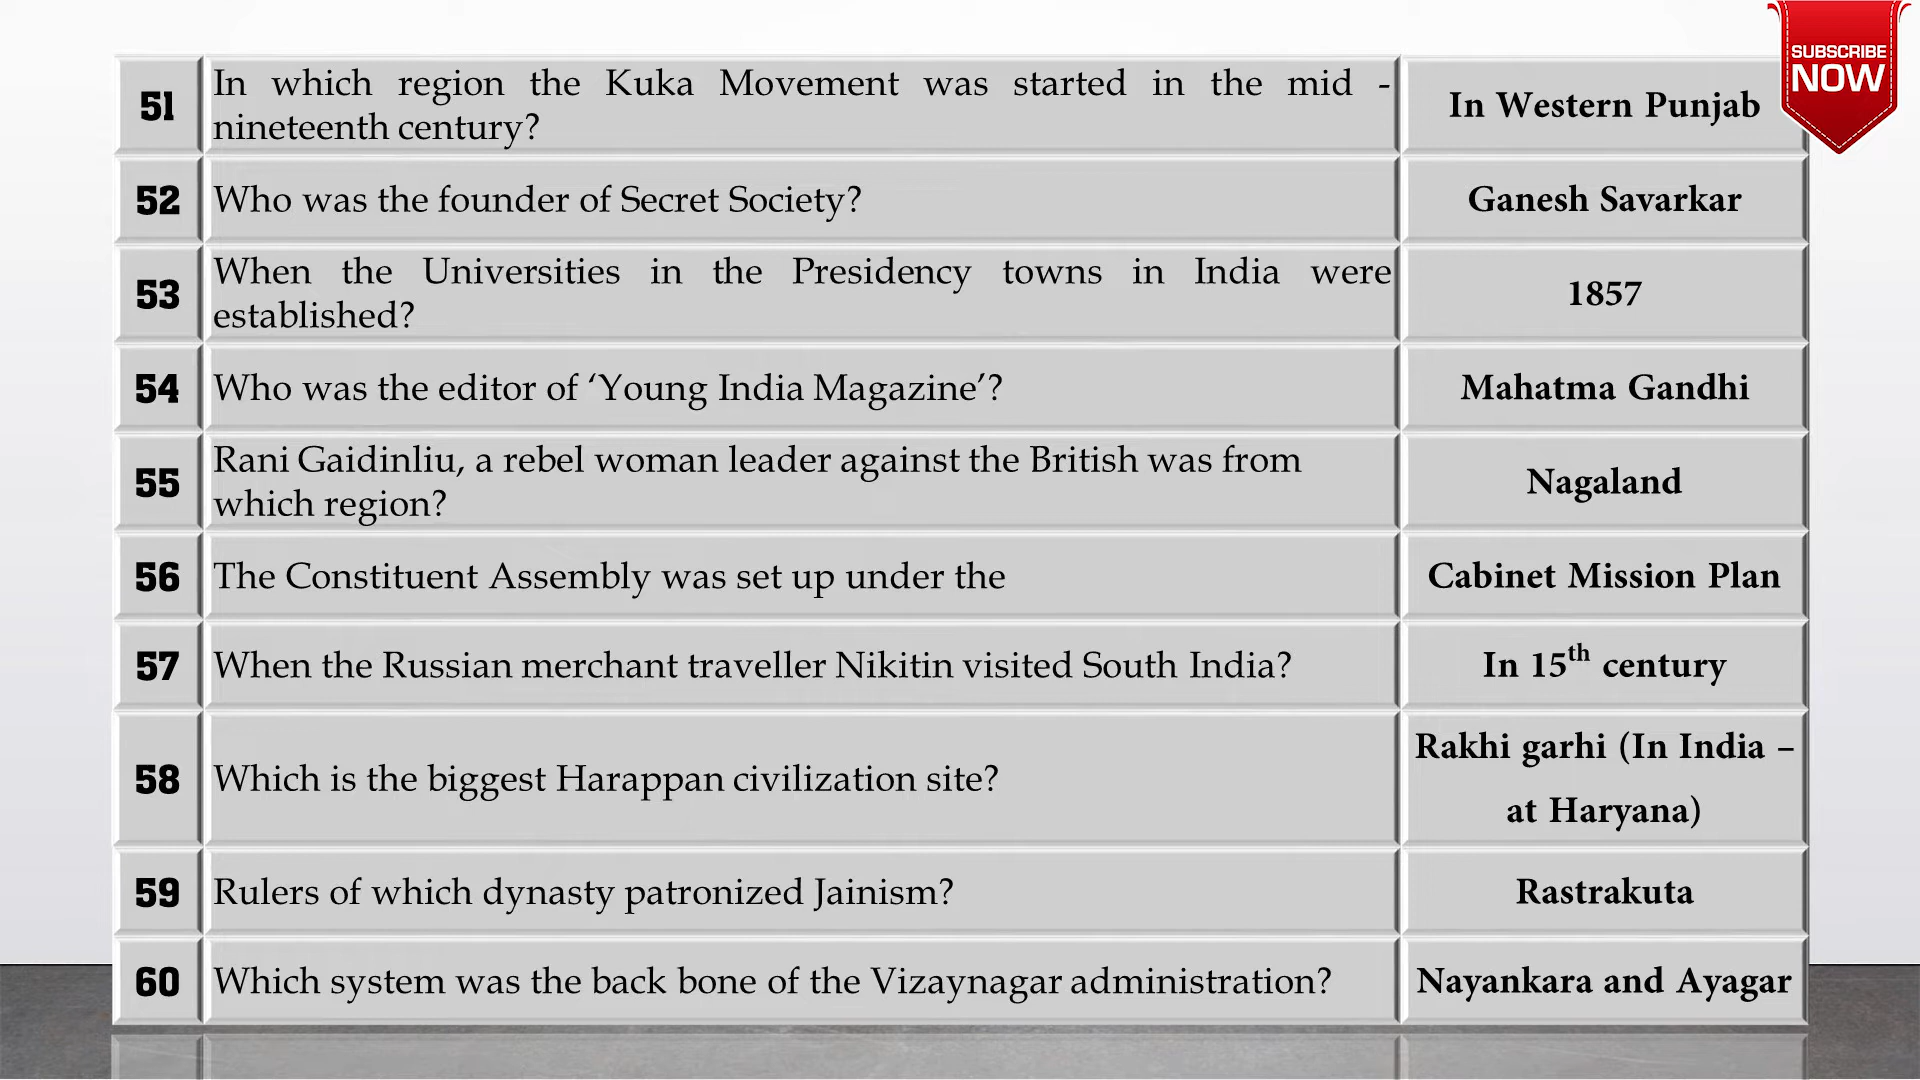 SUBSCRIBE
NOW
51 In which region the Kuka Movement was started in the mid -
nineteenth century? In Western Punjab
52 Who was the founder of Secret Society? Ganesh Savarkar
53 When the Universities in the Presidency towns in India were
established? 1857
54 Who was the editor of ‘Young India Magazine’? Mahatma Gandhi
55 Rani Gaidinliu, a rebel woman leader against the British was from
which region? Nagaland
56 The Constituent Assembly was set up under the Cabinet Mission Plan
57 When the Russian merchant traveller Nikitin visited South India? In 15th century
58 Which is the biggest Harappan civilization site? Rakhi garhi (In India –
at Haryana)
59 Rulers of which dynasty patronized Jainism? Rastrakuta
60 Which system was the back bone of the Vizaynagar administration? Nayankara and Ayagar